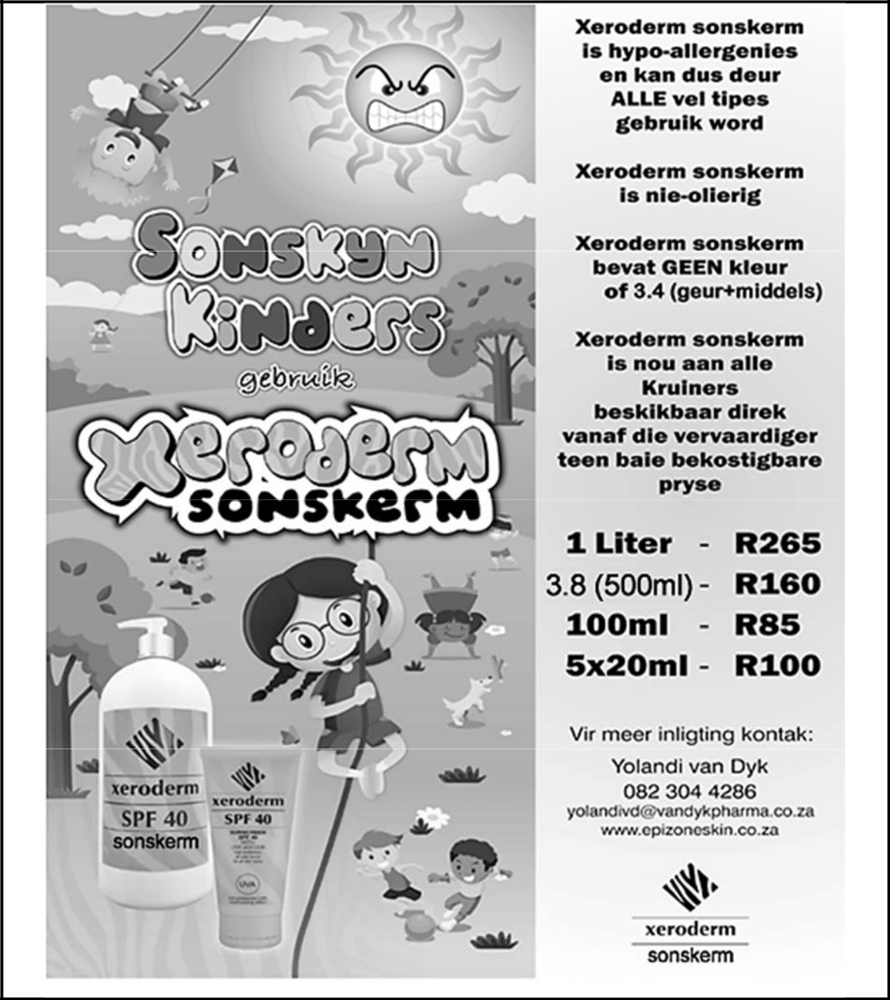 Sonskyn
Kinders
gebruik
xeroderm
sonskerm
xeroderm
SPF 40
sonskerm
xeroderm
SPF 40
SUNSCREEN
SPF 40
UVA
Xeroderm sonskerm
is hypo-allergenies
en kan dus deur
ALLE vel tipes
gebruik word
Xeroderm sonskerm
is nie-olierig
Xeroderm sonskerm
bevat GEEN kleur
of 3.4 (geur+middels)
Xeroderm sonskerm
is nou aan alle
Kruiners
beskikbaar direk
vanaf die vervaardiger
teen baie bekostigbare
pryse
1 Liter - R265
3.8 (500ml) - R160
100ml - R85
5x20ml - R100
Vir meer inligting kontak:
Yolandi van Dyk
082 304 4286
yolandivd@vandykpharma.co.za
www.epizoneskin.co.za
xeroderm
sonskerm